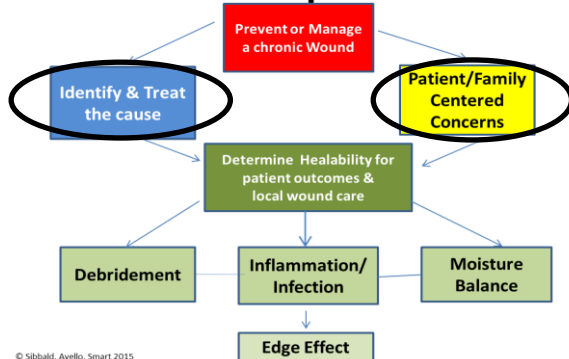 Prevent or Manage
a chronic Wound
Identify & Treat
the cause
Patient/Family
Centered
Concerns
Determine Healability for
patient outcomes &
local wound care
Debridement
Inflammation/
Infection
Moisture
Balance
Edge Effect
© Sibbald, Ayello, Smart 2015